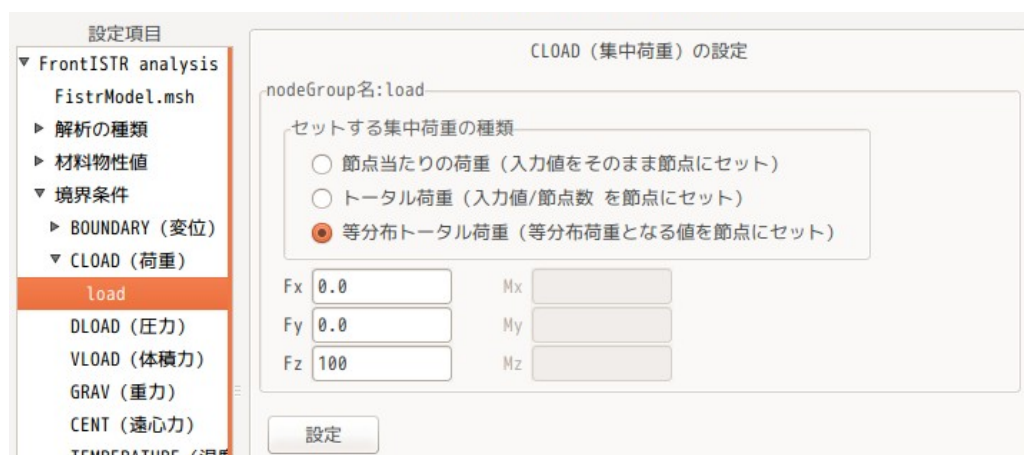 設定項目
FrontISTR analysis
FistrModel.msh
解析の種類
材料物性値
境界条件
BOUNDARY (変位)
CLOAD (荷重)
load
DLOAD (圧力)
VLOAD (体積力)
GRAV (重力)
CENT (遠心力)
CLOAD (集中荷重) の設定
nodeGroup名:load
セットする集中荷重の種類
節点当たりの荷重 (入力値をそのまま節点にセット)
トータル荷重 (入力値/節点数 を節点にセット)
等分布トータル荷重 (等分布荷重となる値を節点にセット)
Fx 0.0 Mx
Fy 0.0 My
Fz 100 Mz
設定